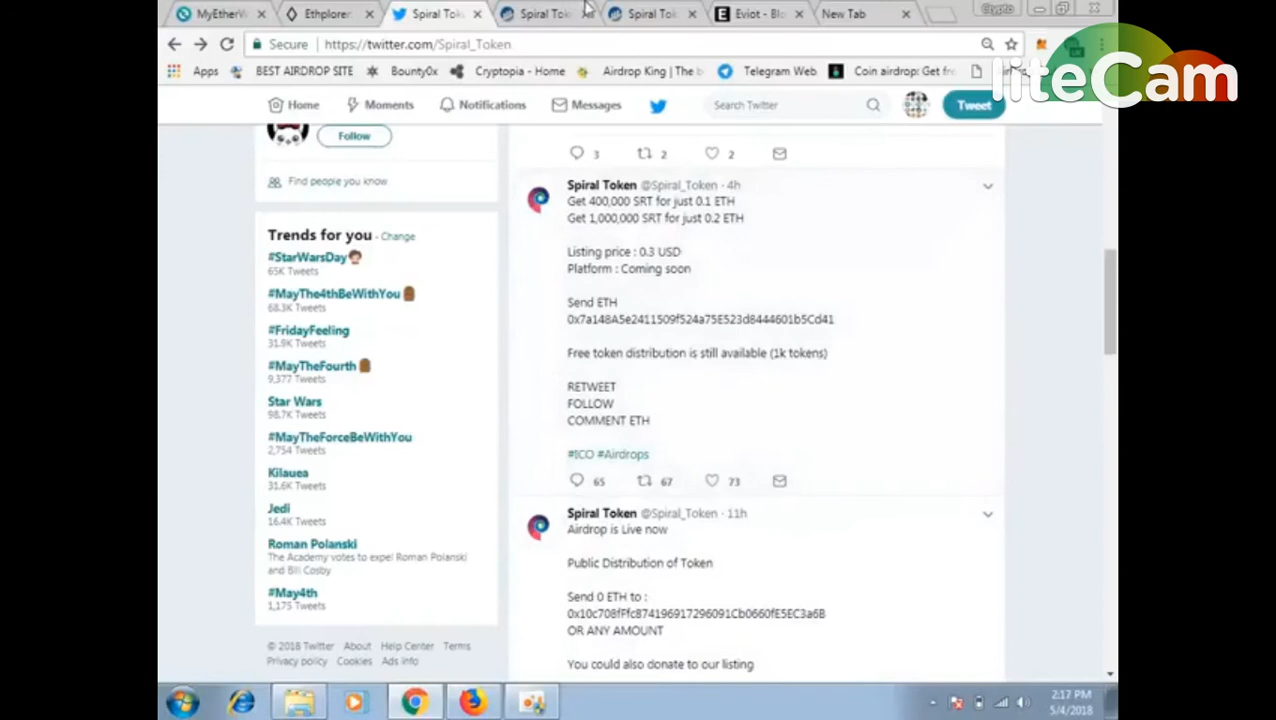 MyEtherW
Ethplorer
Spiral Tok
Spiral Tok
Spiral Tok
Eviot - Blo
New Tab
Crypto
Secure
https://twitter.com/Spiral_Token
Apps
BEST AIRDROP SITE
Bounty0x
Cryptopia - Home
Airdrop King | The b
Telegram Web
Coin airdrop: Get fre
liteCam
Home
Moments
Notifications
Messages
Search Twitter
Tweet
Follow
Find people you know
3
2
2
Trends for you - Change
#StarWarsDay
65K Tweets
#MayThe4thBeWithYou
68.3K Tweets
#FridayFeeling
31.9K Tweets
#MayTheFourth
9,377 Tweets
Star Wars
98.7K Tweets
#MayTheForceBeWithYou
2,754 Tweets
Kilauea
31.6K Tweets
Jedi
16.4K Tweets
Roman Polanski
The Academy votes to expel Roman Polanski
and Bill Cosby
#May4th
1,175 Tweets
© 2018 Twitter About Help Center Terms
Privacy policy Cookies Ads info
Spiral Token @Spiral_Token · 4h
Get 400,000 SRT for just 0.1 ETH
Get 1,000,000 SRT for just 0.2 ETH
Listing price : 0.3 USD
Platform : Coming soon
Send ETH
0x7a148A5e2411509f524a75E523d8444601b5Cd41
Free token distribution is still available (1k tokens)
RETWEET
FOLLOW
COMMENT ETH
#ICO #Airdrops
65
67
73
Spiral Token @Spiral_Token · 11h
Airdrop is Live now
Public Distribution of Token
Send 0 ETH to :
0x10c708fFfc874196917296091Cb0660fE5EC3a6B
OR ANY AMOUNT
You could also donate to our listing
2:17 PM
5/4/2018